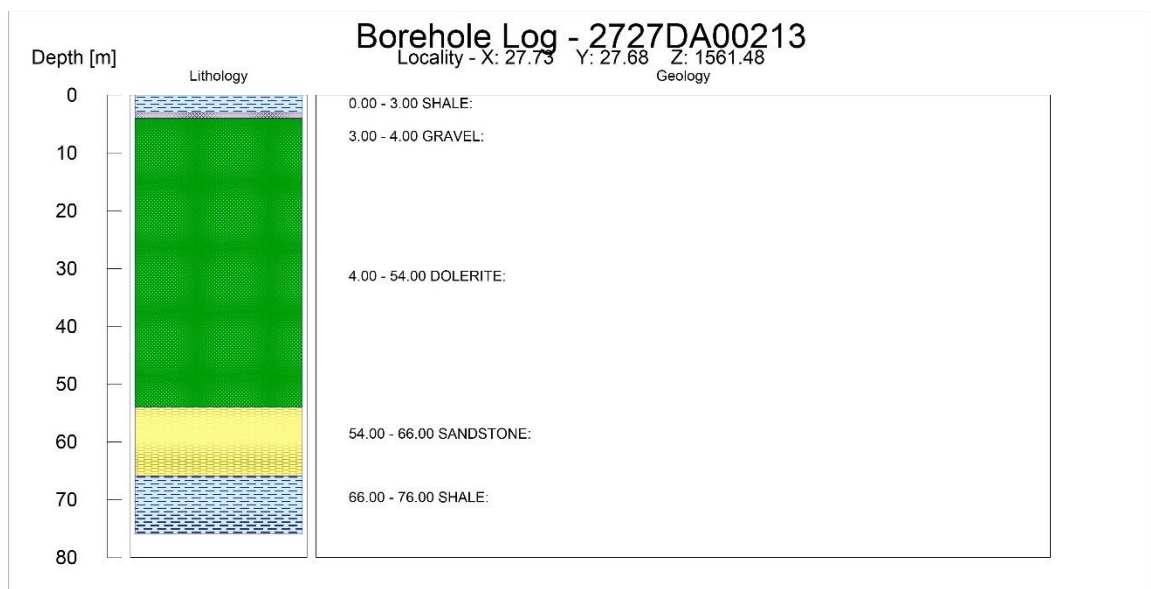 Borehole Log - 2727DA00213
Locality - X: 27.73 Y: 27.68 Z: 1561.48
Depth [m]
Lithology
Geology
0
0.00 - 3.00 SHALE:
3.00 - 4.00 GRAVEL:
10
20
30
4.00 - 54.00 DOLERITE:
40
50
54.00 - 66.00 SANDSTONE:
60
66.00 - 76.00 SHALE:
70
80